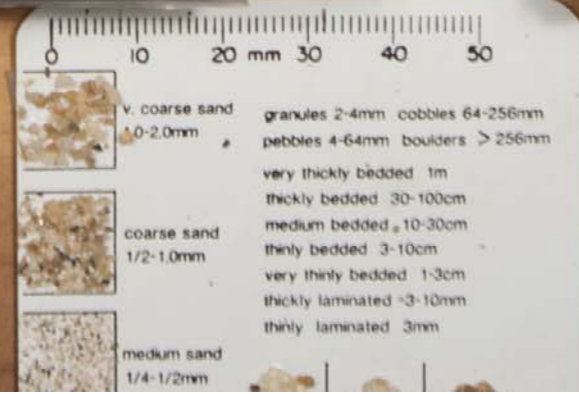 0 10 20 mm 30 40 50
v. coarse sand
1.0-2.0mm
granules 2-4mm cobbles 64-256mm
pebbles 4-64mm boulders > 256mm
very thickly bedded 1m
thickly bedded 30-100cm
medium bedded 10-30cm
thinly bedded 3-10cm
very thinly bedded 1-3cm
thickly laminated 3-10mm
thinly laminated 3mm
coarse sand
1/2-1.0mm
medium sand
1/4-1/2mm